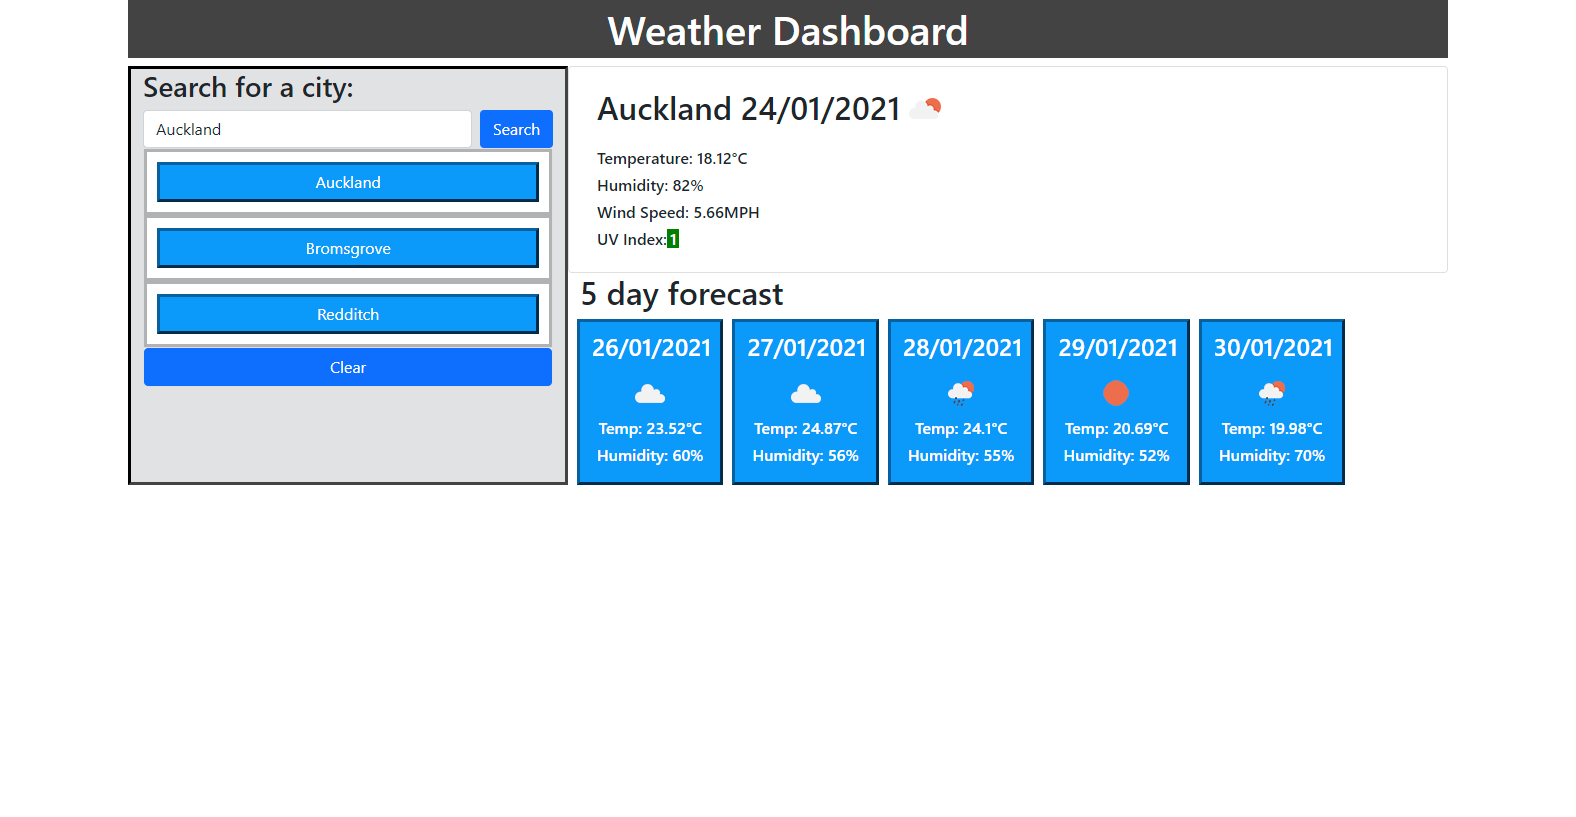 Weather Dashboard
Search for a city:
Auckland
Search
Auckland
Bromsgrove
Redditch
Clear
Auckland 24/01/2021
Temperature: 18.12°C
Humidity: 82%
Wind Speed: 5.66MPH
UV Index:1
5 day forecast
26/01/2021
Temp: 23.52°C
Humidity: 60%
27/01/2021
Temp: 24.87°C
Humidity: 56%
28/01/2021
Temp: 24.1°C
Humidity: 55%
29/01/2021
Temp: 20.69°C
Humidity: 52%
30/01/2021
Temp: 19.98°C
Humidity: 70%